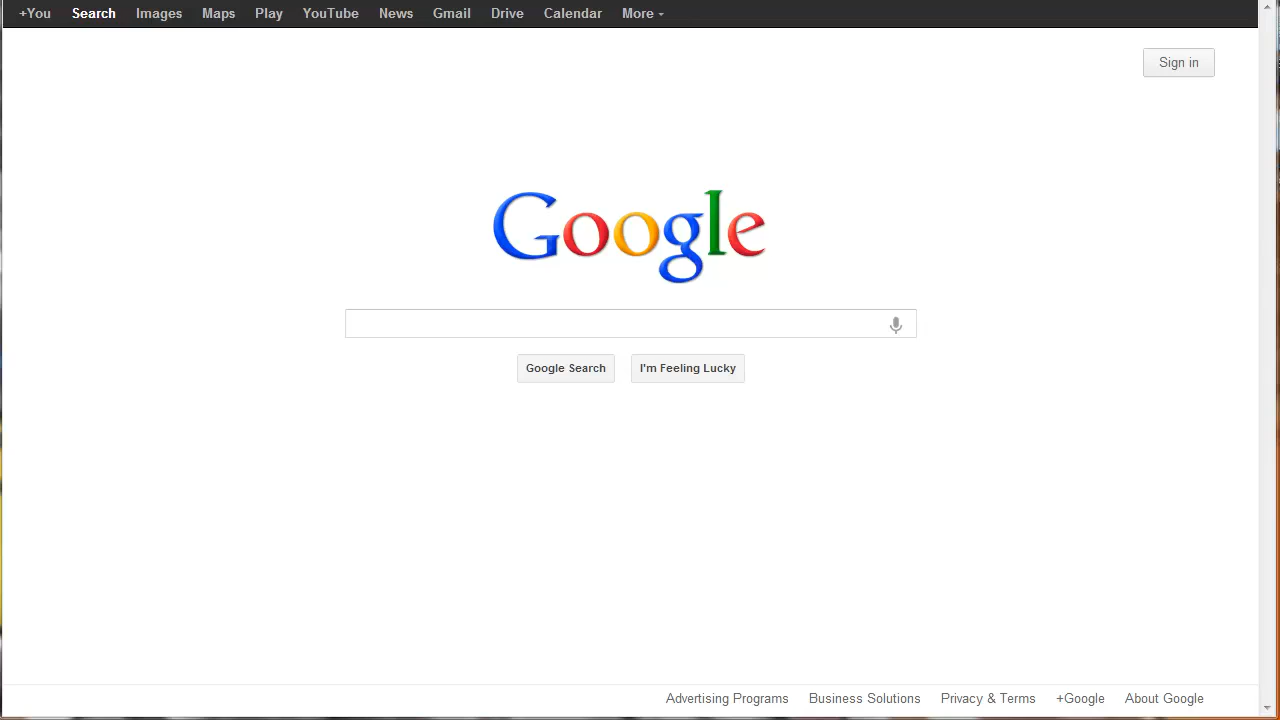 +You Search Images Maps Play YouTube News Gmail Drive Calendar More
Sign in
Google
Google Search I'm Feeling Lucky
Advertising Programs Business Solutions Privacy & Terms +Google About Google